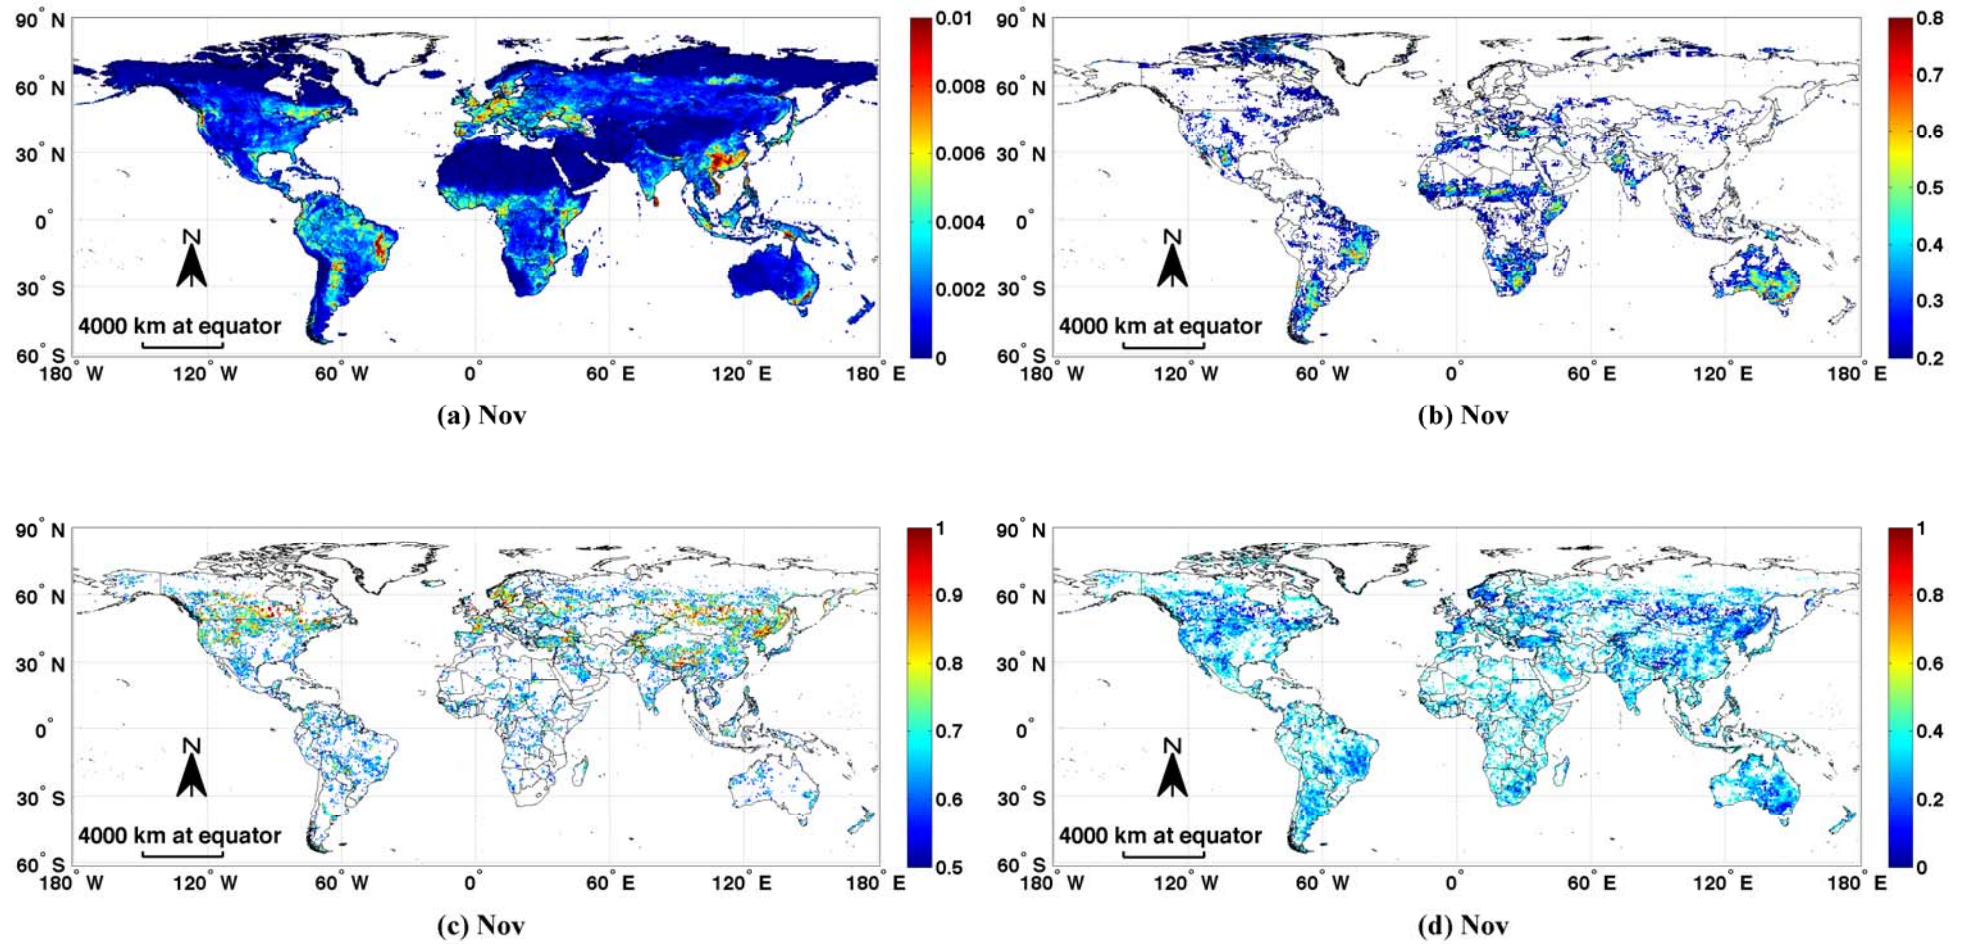 90° N
60° N
30° N
0°
30° S
60° S
180° W
120° W
60° W
0°
60° E
120° E
180° E
N
4000 km at equator
0.01
0.008
0.006
0.004
0.002
0
(a) Nov
90° N
60° N
30° N
0°
30° S
60° S
180° W
120° W
60° W
0°
60° E
120° E
180° E
N
4000 km at equator
0.8
0.7
0.6
0.5
0.4
0.3
0.2
(b) Nov
90° N
60° N
30° N
0°
30° S
60° S
180° W
120° W
60° W
0°
60° E
120° E
180° E
N
4000 km at equator
1
0.9
0.8
0.7
0.6
0.5
(c) Nov
90° N
60° N
30° N
0°
30° S
60° S
180° W
120° W
60° W
0°
60° E
120° E
180° E
N
4000 km at equator
1
0.8
0.6
0.4
0.2
0
(d) Nov